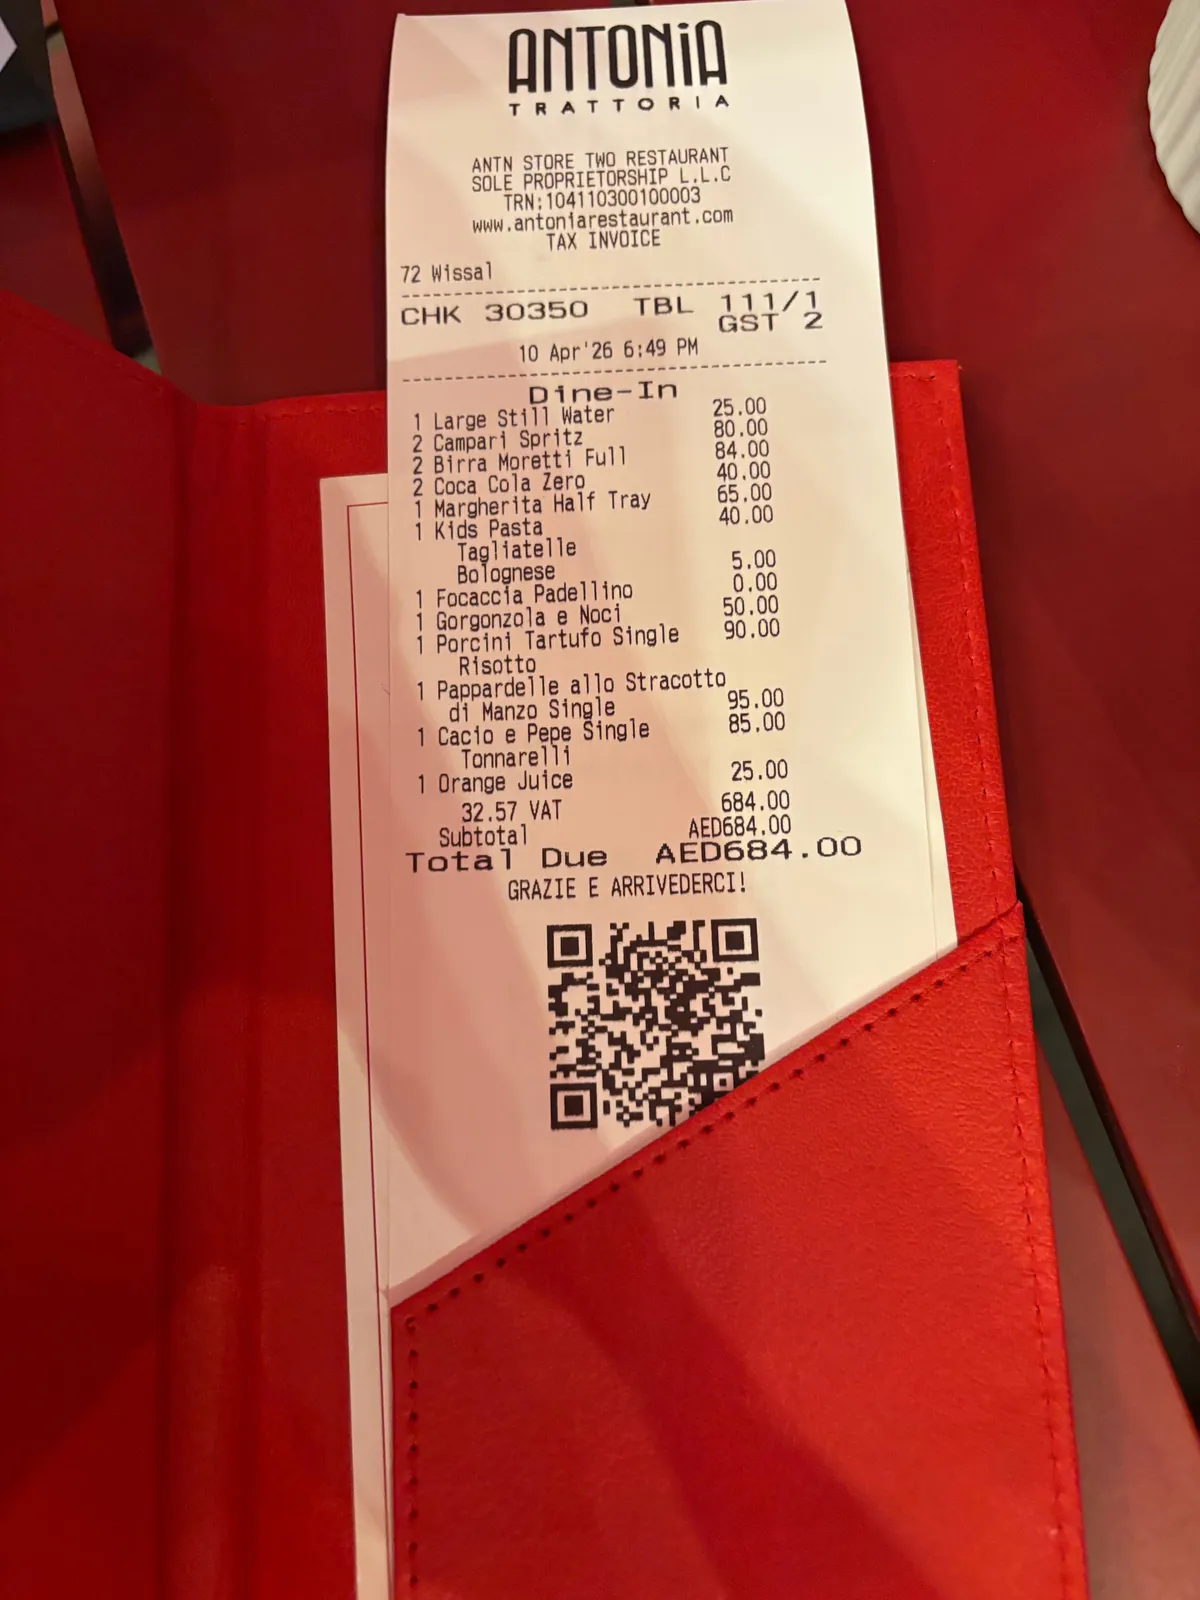 ANTONiA
TRATTORIA
ANTN STORE TWO RESTAURANT
SOLE PROPRIETORSHIP L.L.C
TRN:104110300100003
www.antoniarestaurant.com
TAX INVOICE
72 Wissal
CHK 30350 TBL 111/1
GST 2
10 Apr'26 6:49 PM
Dine-In
1 Large Still Water 25.00
2 Campari Spritz 80.00
2 Birra Moretti Full 84.00
2 Coca Cola Zero 40.00
1 Margherita Half Tray 65.00
1 Kids Pasta 40.00
Tagliatelle
Bolognese 5.00
1 Focaccia Padellino 0.00
1 Gorgonzola e Noci 50.00
1 Porcini Tartufo Single 90.00
Risotto
1 Pappardelle allo Stracotto
di Manzo Single 95.00
1 Cacio e Pepe Single 85.00
Tonnarelli
1 Orange Juice 25.00
32.57 VAT 684.00
Subtotal AED684.00
Total Due AED684.00
GRAZIE E ARRIVEDERCI!